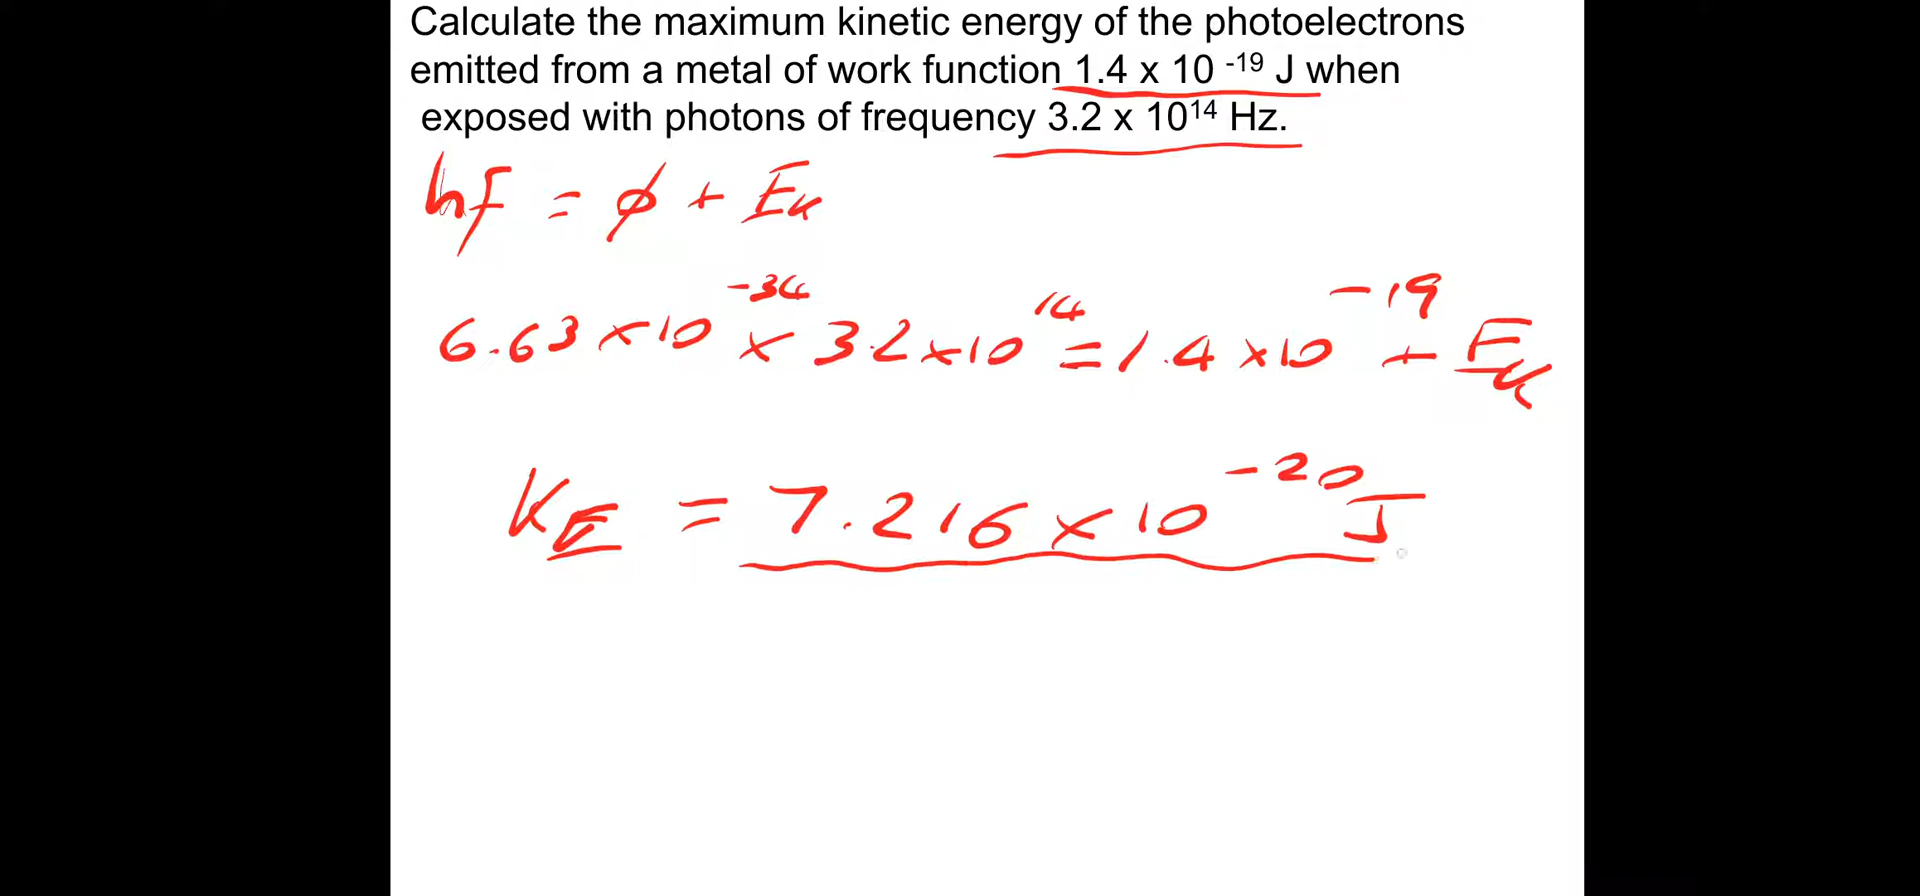 Calculate the maximum kinetic energy of the photoelectrons
emitted from a metal of work function 1.4 x 10 ⁻¹⁹ J when
exposed with photons of frequency 3.2 x 10¹⁴ Hz.
hf = φ + Eₖ
6.63 × 10⁻³⁴ × 3.2 × 10¹⁴ = 1.4 × 10⁻¹⁹ + Eₖ
KE = 7.216 × 10⁻²⁰ J